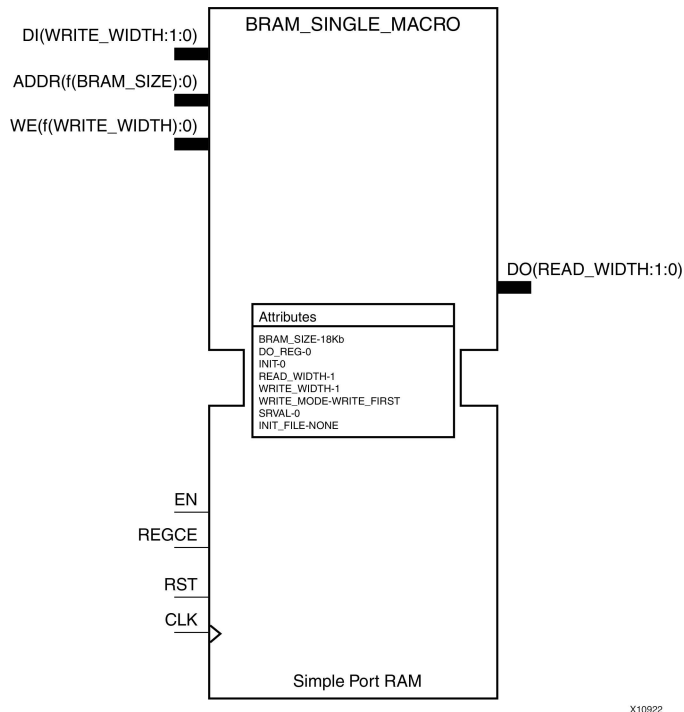 BRAM_SINGLE_MACRO
DI(WRITE_WIDTH:1:0)
ADDR(f(BRAM_SIZE):0)
WE(f(WRITE_WIDTH):0)
DO(READ_WIDTH:1:0)
Attributes
BRAM_SIZE-18Kb
DO_REG-0
INIT-0
READ_WIDTH-1
WRITE_WIDTH-1
WRITE_MODE-WRITE_FIRST
SRVAL-0
INIT_FILE-NONE
EN
REGCE
RST
CLK
Simple Port RAM
X10922